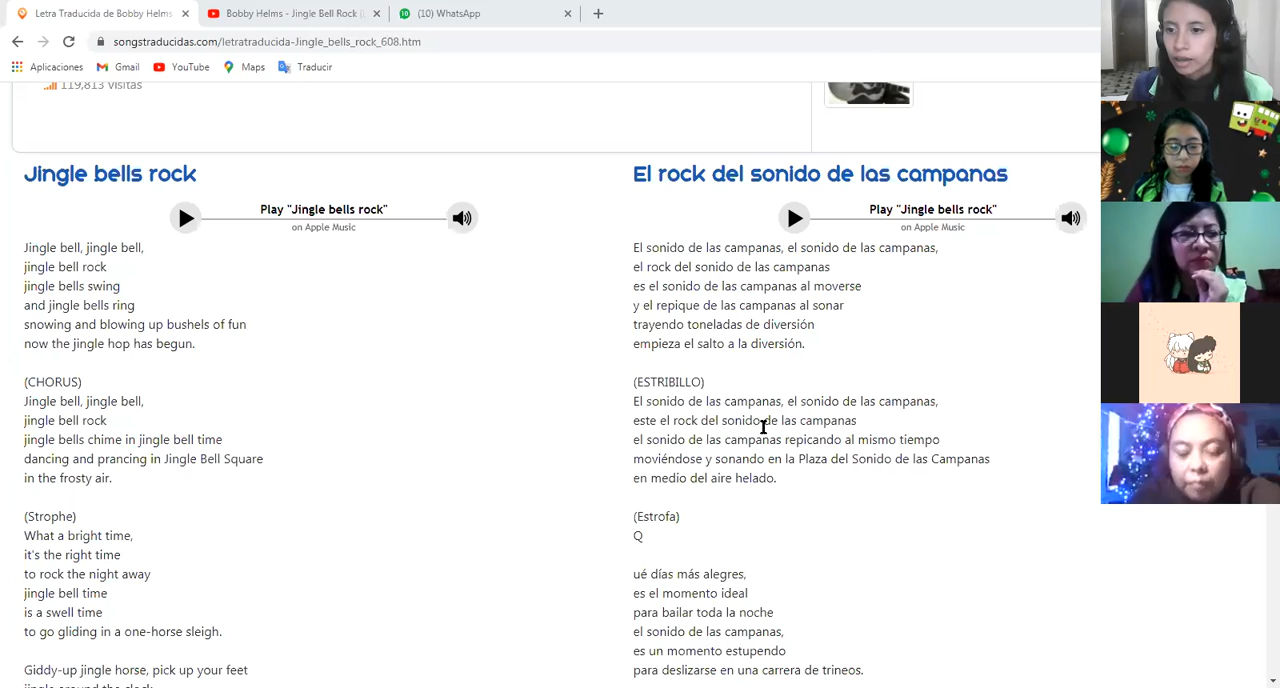 Letra Traducida de Bobby Helms
Bobby Helms - Jingle Bell Rock (
(10) WhatsApp
songstraducidas.com/letratraducida-Jingle_bells_rock_608.htm
Aplicaciones
Gmail
YouTube
Maps
Traducir
119,813 visitas
Jingle bells rock
Play "Jingle bells rock"
on Apple Music
Jingle bell, jingle bell,
jingle bell rock
jingle bells swing
and jingle bells ring
snowing and blowing up bushels of fun
now the jingle hop has begun.
(CHORUS)
Jingle bell, jingle bell,
jingle bell rock
jingle bells chime in jingle bell time
dancing and prancing in Jingle Bell Square
in the frosty air.
(Strophe)
What a bright time,
it's the right time
to rock the night away
jingle bell time
is a swell time
to go gliding in a one-horse sleigh.
Giddy-up jingle horse, pick up your feet
jingle around the clock
El rock del sonido de las campanas
Play "Jingle bells rock"
on Apple Music
El sonido de las campanas, el sonido de las campanas,
el rock del sonido de las campanas
es el sonido de las campanas al moverse
y el repique de las campanas al sonar
trayendo toneladas de diversión
empieza el salto a la diversión.
(ESTRIBILLO)
El sonido de las campanas, el sonido de las campanas,
este el rock del sonido de las campanas
el sonido de las campanas repicando al mismo tiempo
moviéndose y sonando en la Plaza del Sonido de las Campanas
en medio del aire helado.
(Estrofa)
Q
ué días más alegres,
es el momento ideal
para bailar toda la noche
el sonido de las campanas,
es un momento estupendo
para deslizarse en una carrera de trineos.